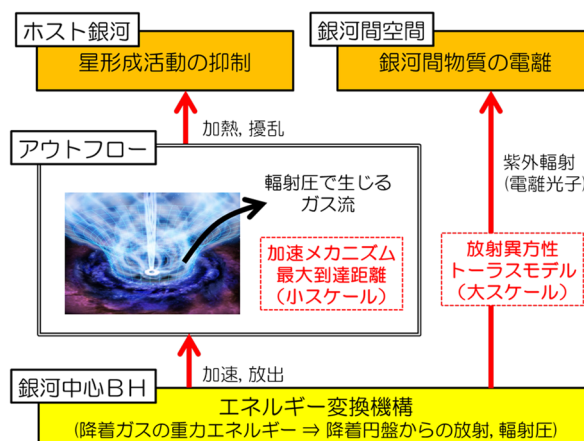 ホスト銀河
銀河間空間
星形成活動の抑制
銀河間物質の電離
加熱, 擾乱
アウトフロー
輻射圧で生じる
ガス流
加速メカニズム
最大到達距離
(小スケール)
紫外輻射
(電離光子)
放射異方性
トーラスモデル
(大スケール)
加速, 放出
銀河中心BH
エネルギー変換機構
(降着ガスの重力エネルギー ⇒ 降着円盤からの放射, 輻射圧)